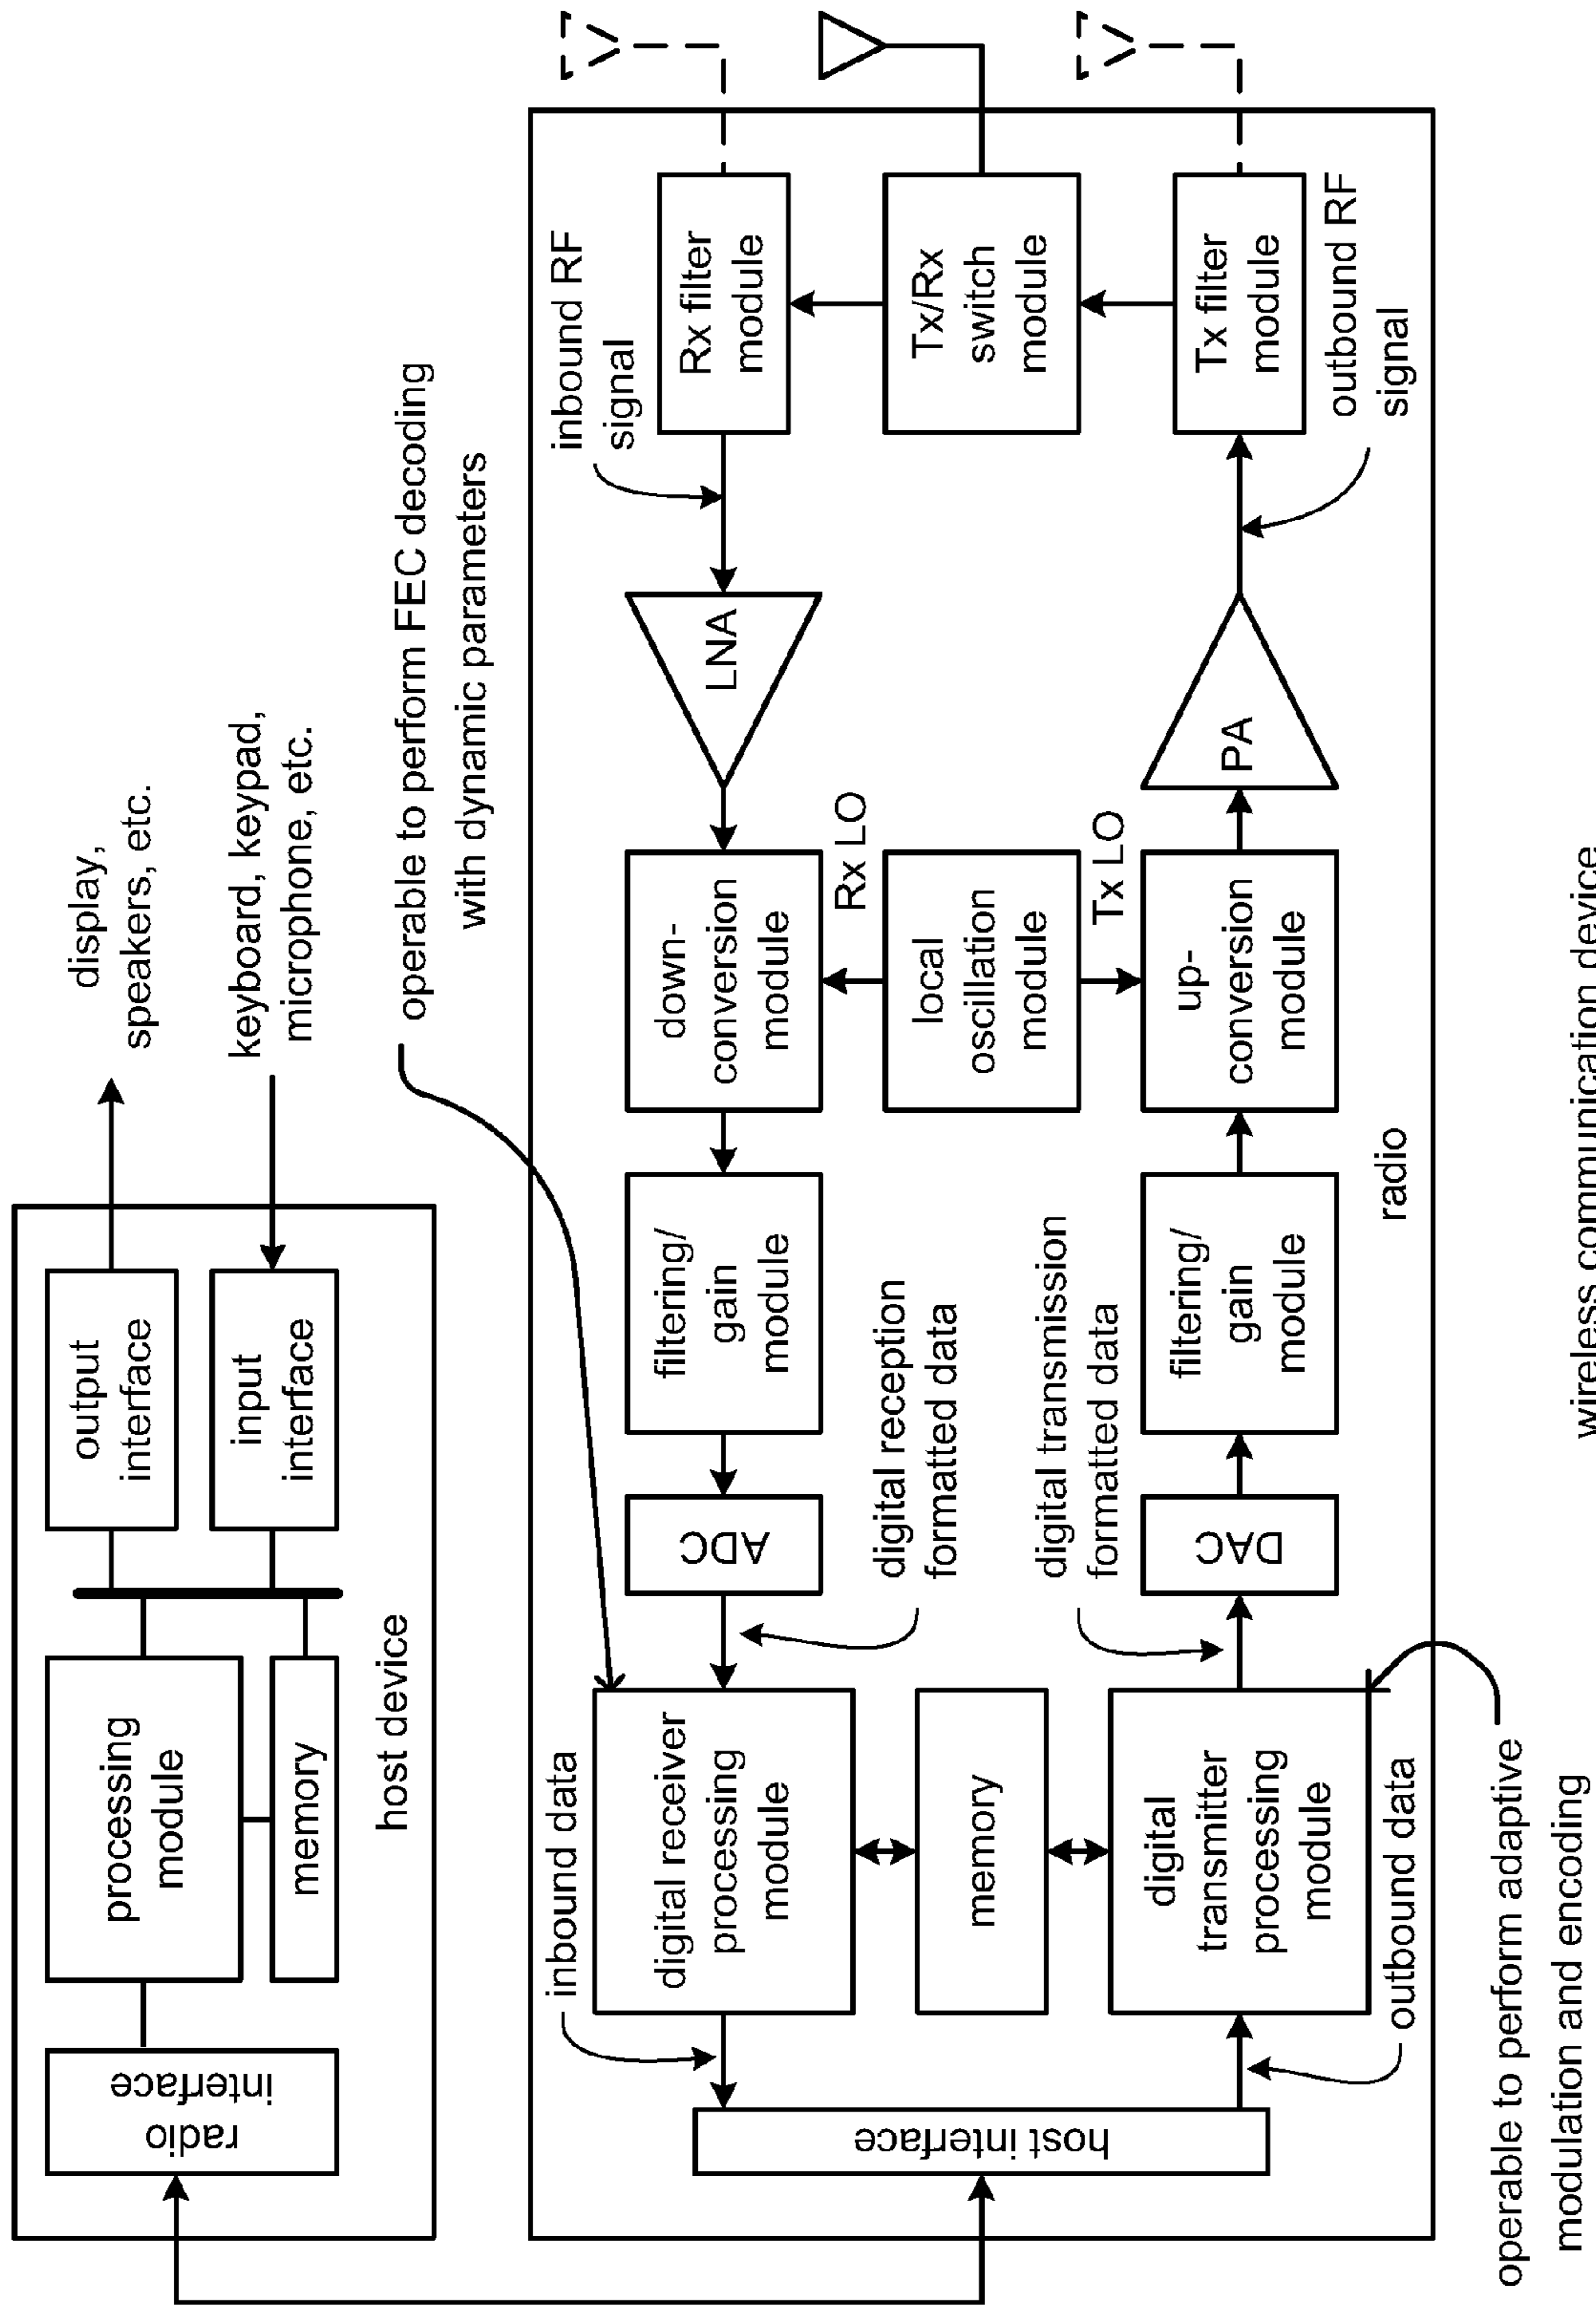 display,
speakers, etc.
keyboard, keypad,
microphone, etc.
output
interface
input
interface
processing
module
memory
radio
interface
host device
operable to perform FEC decoding
with dynamic parameters
inbound RF
signal
Rx filter
module
LNA
down-
conversion
module
filtering/
gain
module
ADC
digital reception
formatted data
digital receiver
processing
module
inbound data
host interface
memory
Rx LO
local
oscillation
module
Tx LO
Tx/Rx
switch
module
outbound data
digital
transmitter
processing
module
digital transmission
formatted data
DAC
filtering/
gain
module
up-
conversion
module
PA
outbound RF
signal
Tx filter
module
radio
operable to perform adaptive
modulation and encoding
wireless communication device